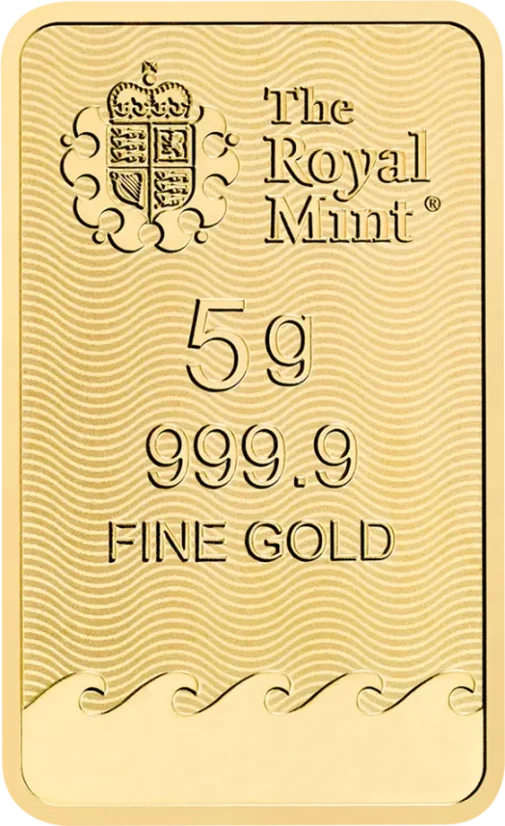 The
Royal
Mint®
5g
999.9
FINE GOLD